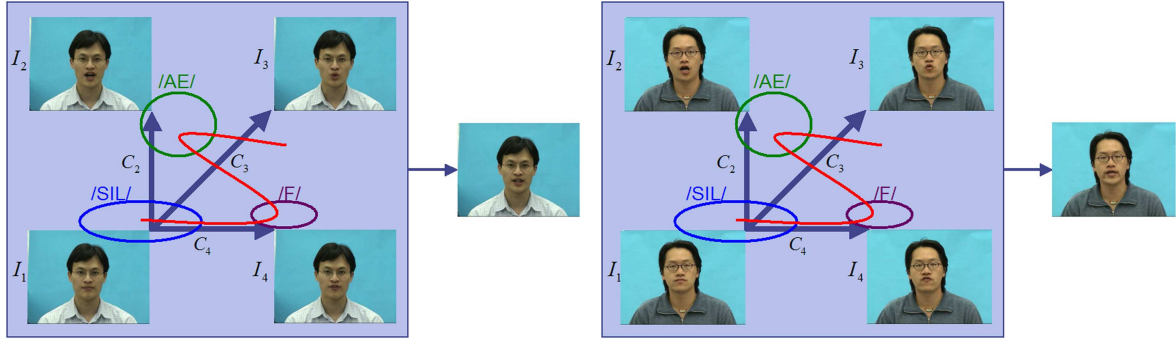 I2
I3
/AE/
C2
C3
/SIL/
/F/
C4
I1
I4
I2
I3
/AE/
C2
C3
/SIL/
/F/
C4
I1
I4